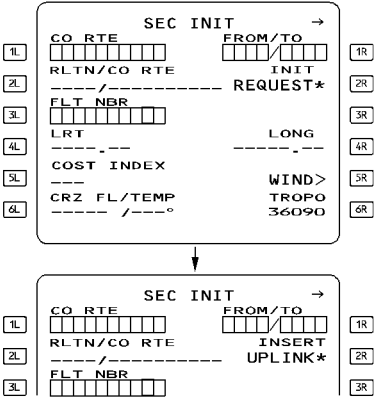 SEC INIT →
CO RTE FROM/TO
1L / 1R
RLTN/CO RTE INIT
2L ----/---------- REQUEST* 2R
FLT NBR
3L 3R
LRT LONG
4L ----.-- -----.-- 4R
COST INDEX
5L --- WIND> 5R
CRZ FL/TEMP TROPO
6L ----- /---° 36090 6R
SEC INIT →
CO RTE FROM/TO
1L / 1R
RLTN/CO RTE INSERT
2L ----/---------- UPLINK* 2R
FLT NBR
3L 3R